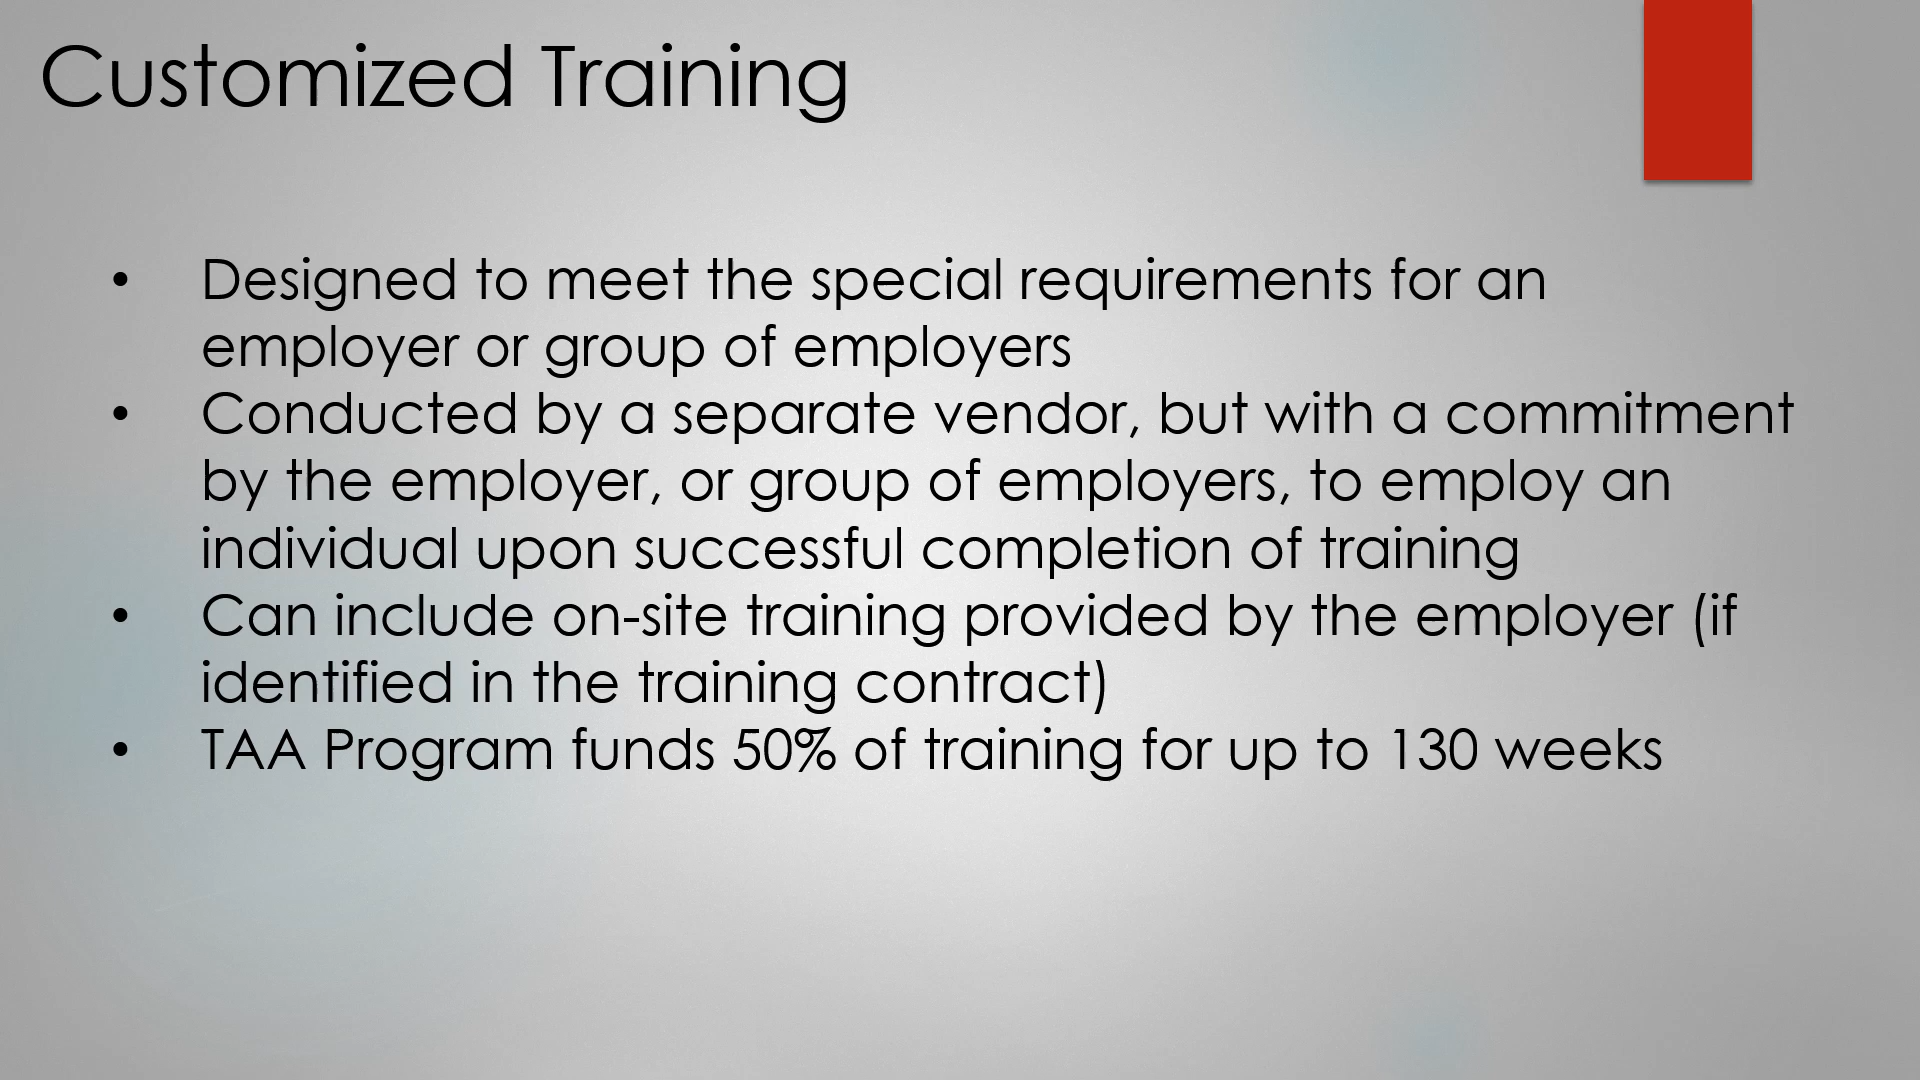 Customized Training
• Designed to meet the special requirements for an
employer or group of employers
• Conducted by a separate vendor, but with a commitment
by the employer, or group of employers, to employ an
individual upon successful completion of training
• Can include on-site training provided by the employer (if
identified in the training contract)
• TAA Program funds 50% of training for up to 130 weeks